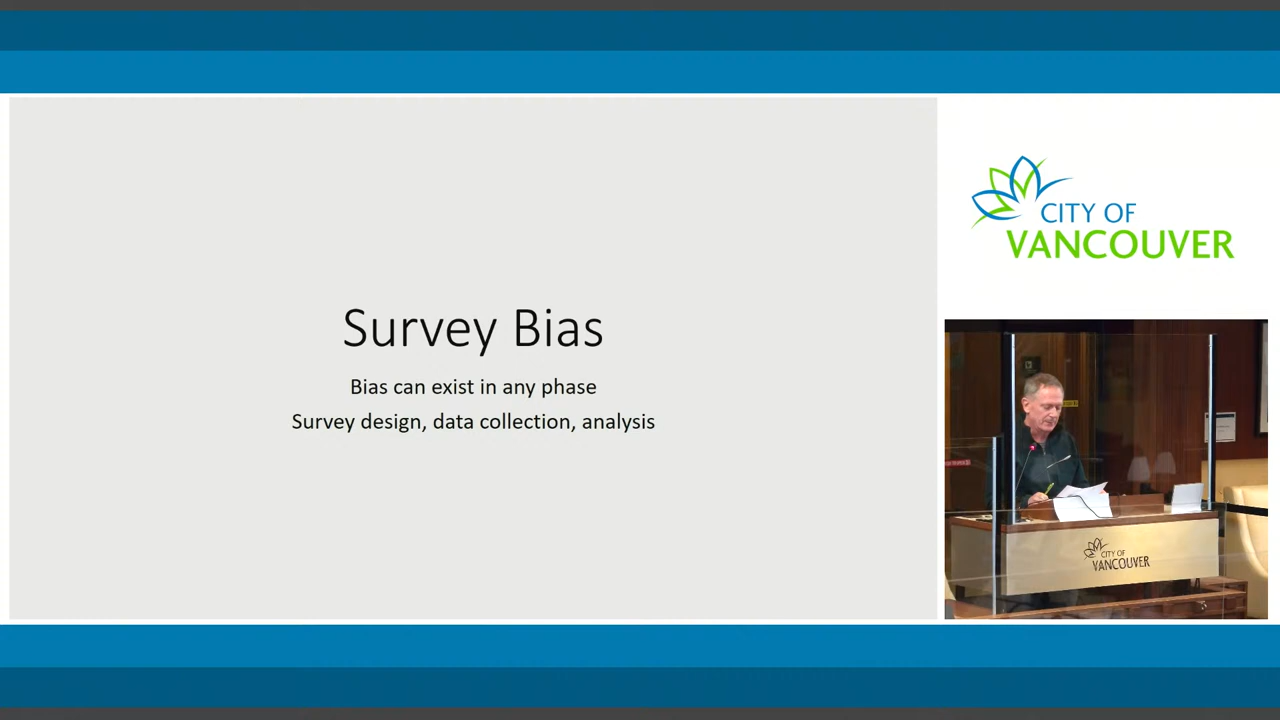 Survey Bias
Bias can exist in any phase
Survey design, data collection, analysis
CITY OF
VANCOUVER
CITY OF
VANCOUVER